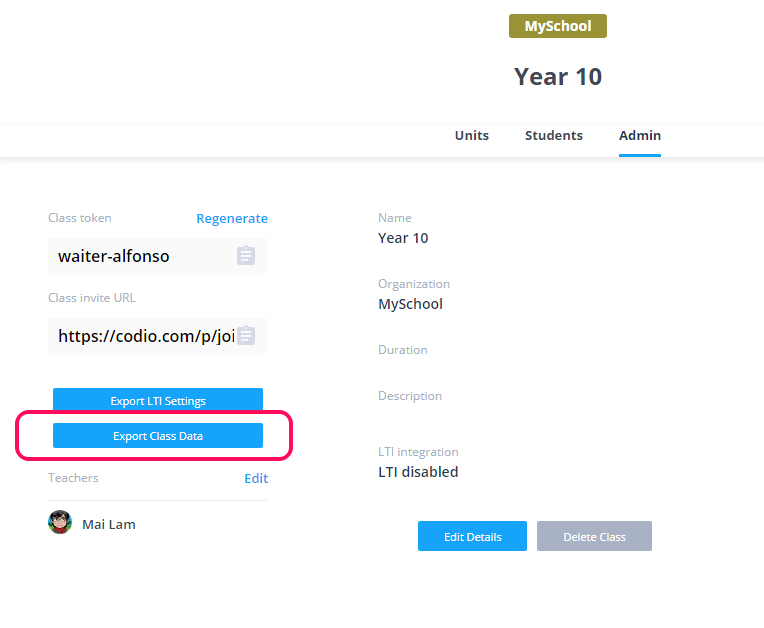 MySchool
Year 10
Units Students Admin
Class token Regenerate
waiter-alfonso
Class invite URL
https://codio.com/p/joi
Export LTI Settings
Export Class Data
Teachers Edit
Mai Lam
Name
Year 10
Organization
MySchool
Duration
Description
LTI integration
LTI disabled
Edit Details Delete Class